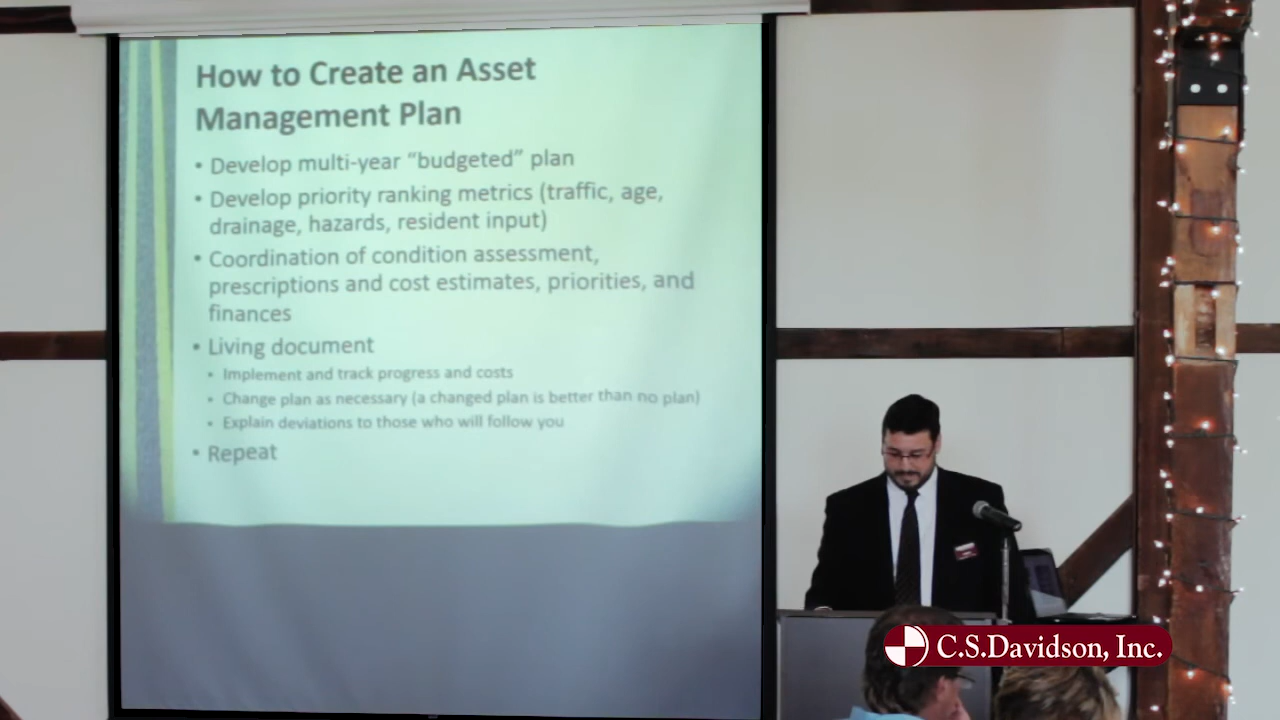 How to Create an Asset
Management Plan
• Develop multi-year “budgeted” plan
• Develop priority ranking metrics (traffic, age,
drainage, hazards, resident input)
• Coordination of condition assessment,
prescriptions and cost estimates, priorities, and
finances
• Living document
• Implement and track progress and costs
• Change plan as necessary (a changed plan is better than no plan)
• Explain deviations to those who will follow you
• Repeat
C.S.Davidson, Inc.